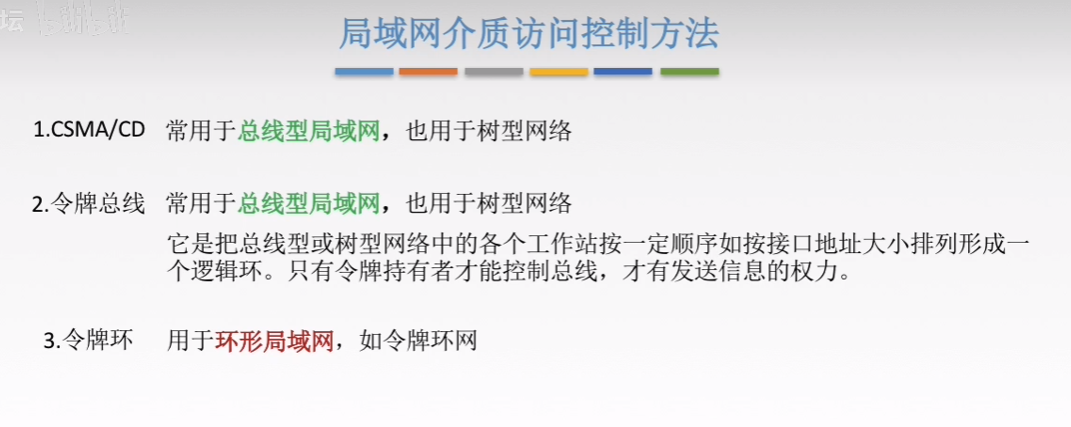 坛
局域网介质访问控制方法
1.CSMA/CD 常用于总线型局域网，也用于树型网络
2.令牌总线 常用于总线型局域网，也用于树型网络
它是把总线型或树型网络中的各个工作站按一定顺序如按接口地址大小排列形成一
个逻辑环。只有令牌持有者才能控制总线，才有发送信息的权力。
3.令牌环 用于环形局域网，如令牌环网